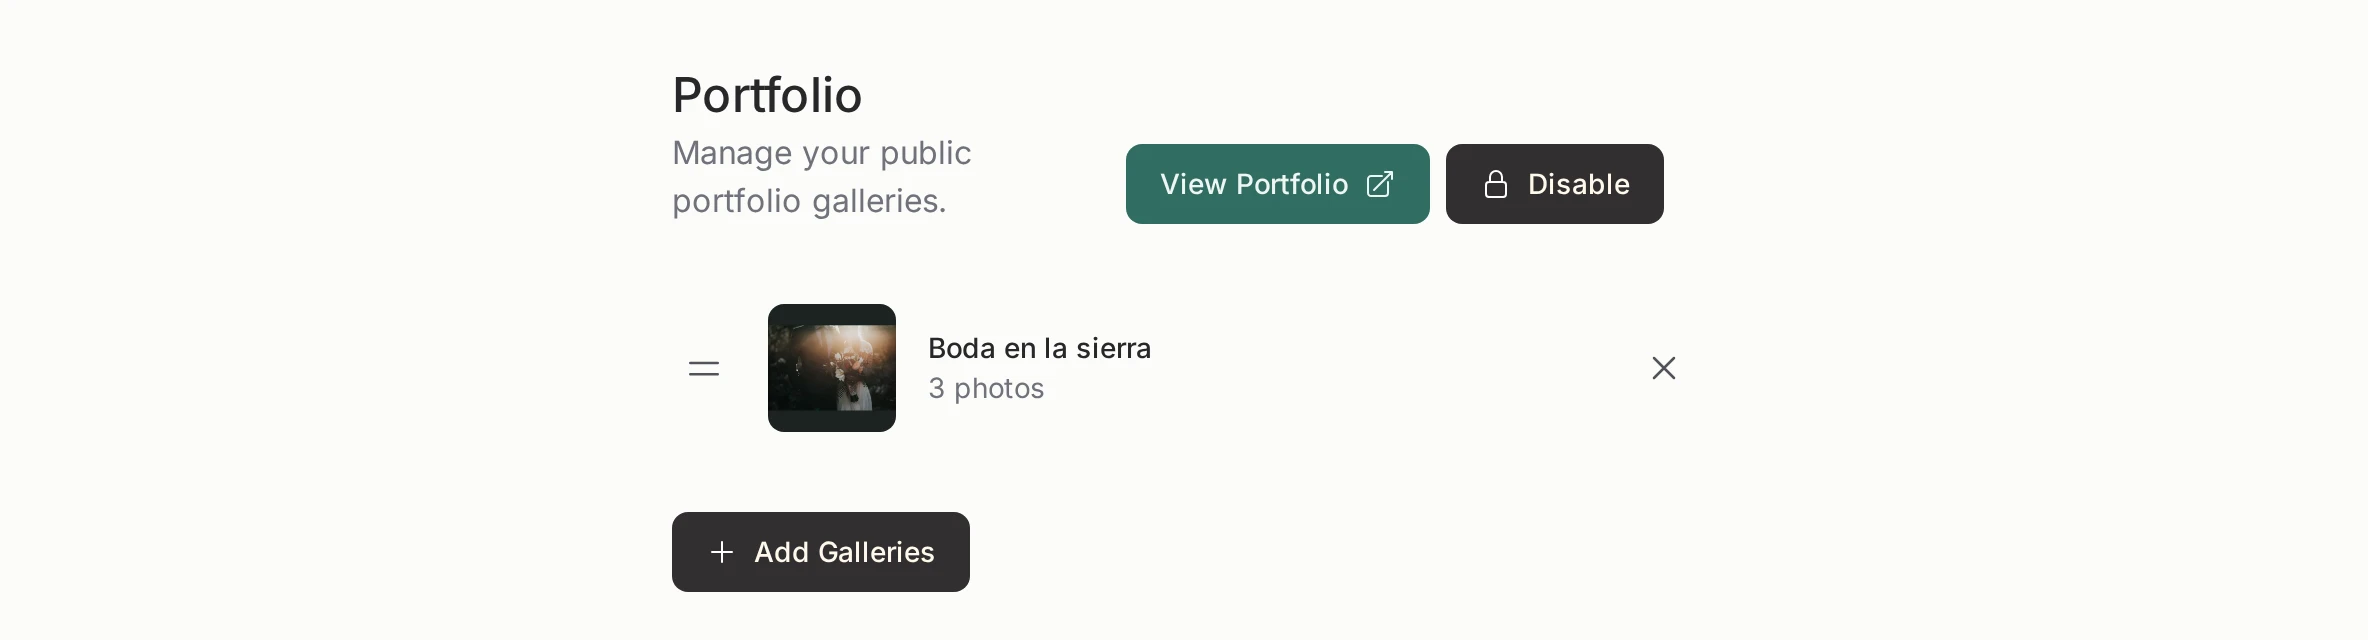 Portfolio
Manage your public
portfolio galleries.
View Portfolio
Disable
Boda en la sierra
3 photos
Add Galleries